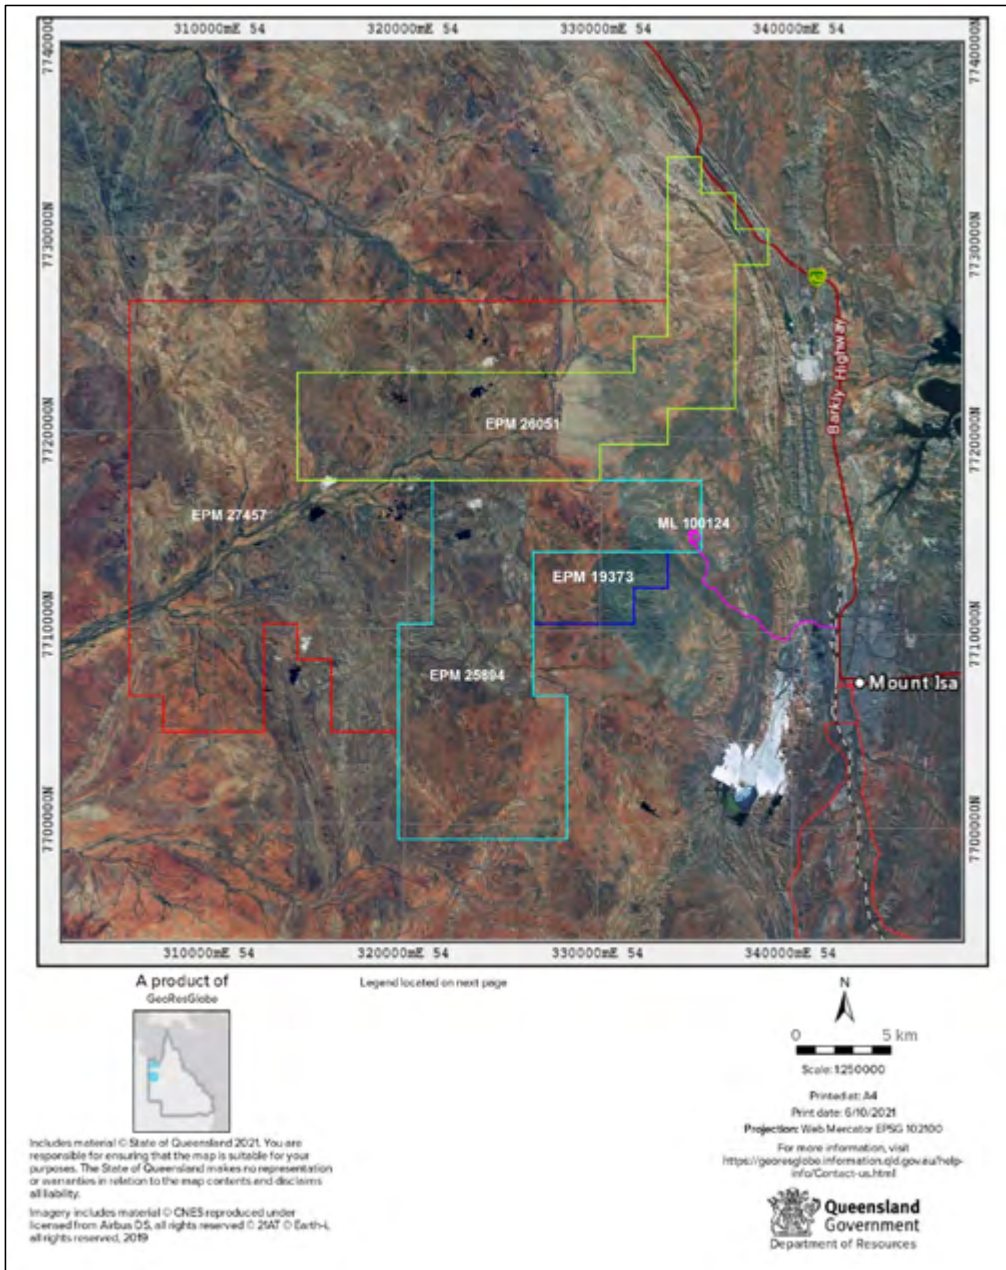 310000mE 54
320000mE 54
330000mE 54
340000mE 54
7740000N
7740000N
7730000N
7730000N
Barkly Highway
7720000N
EPM 26051
7720000N
EPM 27457
ML 100124
EPM 19373
7710000N
7710000N
EPM 25894
Mount Isa
7700000N
7700000N
310000mE 54
320000mE 54
330000mE 54
340000mE 54
A product of
GeoResGlobe
Legend located on next page
N
0 5 km
Scale: 1:250000
Printed at: A4
Print date: 6/10/2021
Projection: Web Mercator EPSG 102100
For more information, visit
https://georesglobe.information.qld.gov.au/help-
info/Contact-us.html
Includes material © State of Queensland 2021. You are
responsible for ensuring that the map is suitable for your
purposes. The State of Queensland makes no representation
or warranties in relation to the map contents and disclaims
all liability.
Imagery includes material © CNES reproduced under
licensed from Airbus DS, all rights reserved © 21AT © Earth-i,
all rights reserved, 2019
Queensland
Government
Department of Resources